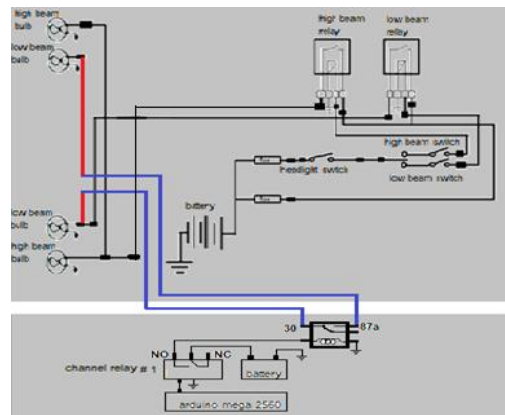 high beam
bulb
low beam
bulb
high beam
relay
low beam
relay
high beam switch
headlight switch
low beam switch
low beam
bulb
high beam
bulb
battery
30
87a
NO
NC
channel relay # 1
battery
arduino mega 2560